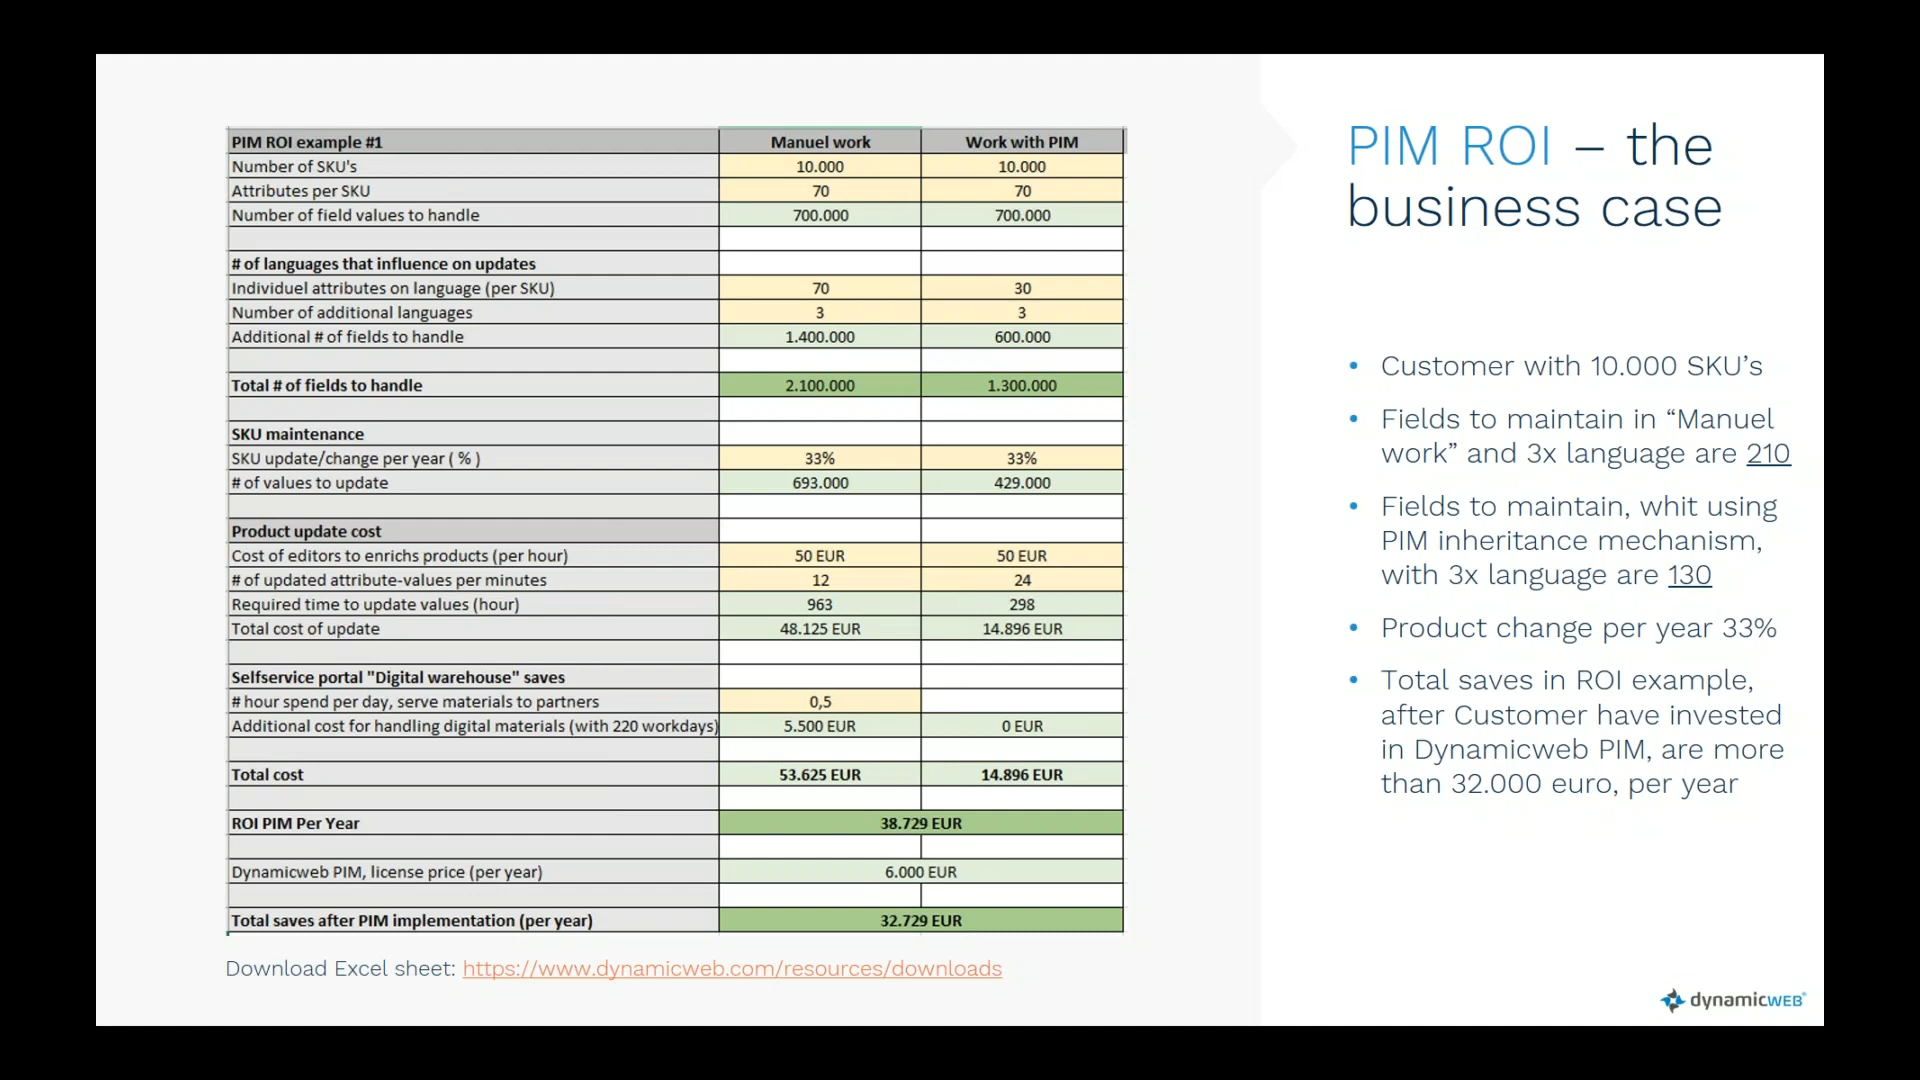 PIM ROI example #1 Manuel work Work with PIM
Number of SKU's 10.000 10.000
Attributes per SKU 70 70
Number of field values to handle 700.000 700.000
# of languages that influence on updates
Individuel attributes on language (per SKU) 70 30
Number of additional languages 3 3
Additional # of fields to handle 1.400.000 600.000
Total # of fields to handle 2.100.000 1.300.000
SKU maintenance
SKU update/change per year ( % ) 33% 33%
# of values to update 693.000 429.000
Product update cost
Cost of editors to enrichs products (per hour) 50 EUR 50 EUR
# of updated attribute-values per minutes 12 24
Required time to update values (hour) 963 298
Total cost of update 48.125 EUR 14.896 EUR
Selfservice portal "Digital warehouse" saves
# hour spend per day, serve materials to partners 0,5
Additional cost for handling digital materials (with 220 workdays) 5.500 EUR 0 EUR
Total cost 53.625 EUR 14.896 EUR
ROI PIM Per Year 38.729 EUR
Dynamicweb PIM, license price (per year) 6.000 EUR
Total saves after PIM implementation (per year) 32.729 EUR
Download Excel sheet: https://www.dynamicweb.com/resources/downloads
PIM ROI – the
business case
• Customer with 10.000 SKU’s
• Fields to maintain in “Manuel
work” and 3x language are 210
• Fields to maintain, whit using
PIM inheritance mechanism,
with 3x language are 130
• Product change per year 33%
• Total saves in ROI example,
after Customer have invested
in Dynamicweb PIM, are more
than 32.000 euro, per year
dynamicWEB